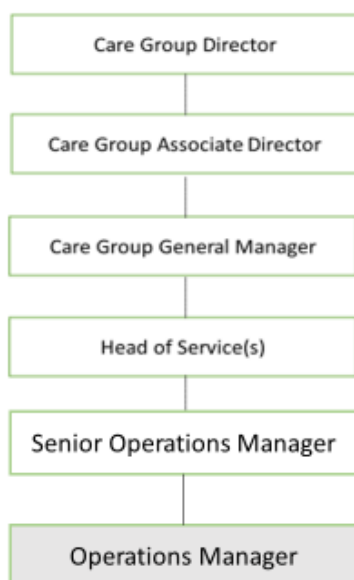 Care Group Director
Care Group Associate Director
Care Group General Manager
Head of Service(s)
Senior Operations Manager
Operations Manager